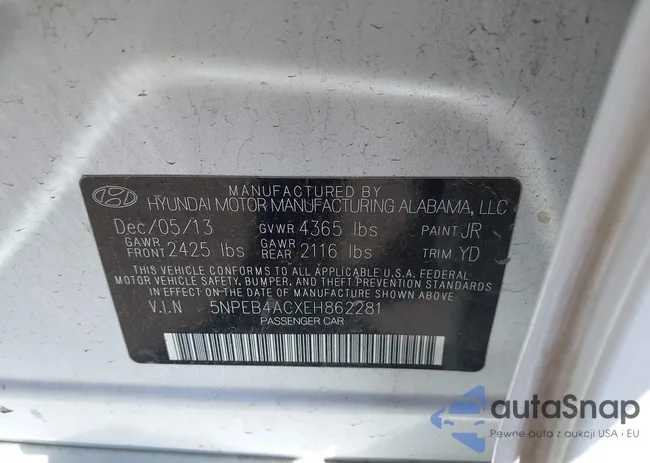 MANUFACTURED BY
HYUNDAI MOTOR MANUFACTURING ALABAMA, LLC
Dec/05/13 GVWR 4365 lbs PAINT JR
GAWR FRONT 2425 lbs GAWR REAR 2116 lbs TRIM YD
THIS VEHICLE CONFORMS TO ALL APPLICABLE U.S.A. FEDERAL
MOTOR VEHICLE SAFETY, BUMPER, AND THEFT PREVENTION STANDARDS
IN EFFECT ON THE DATE OF MANUFACTURE SHOWN ABOVE.
V.I.N 5NPEB4ACXEH862281
PASSENGER CAR
autoSnap
Pewne auta z aukcji USA i EU